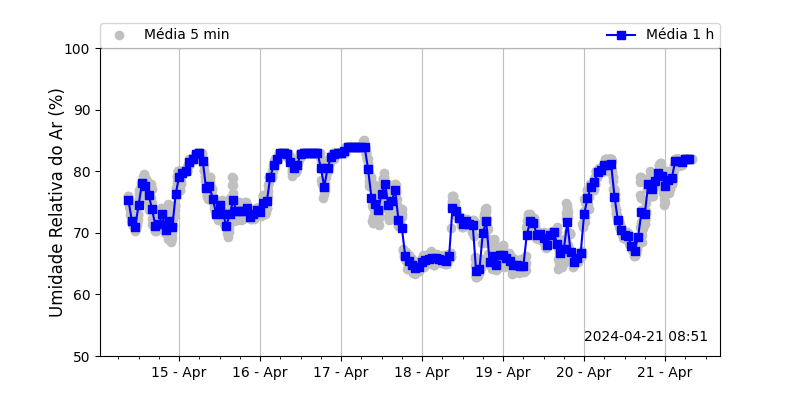 Média 5 min
Média 1 h
Umidade Relativa do Ar (%)
100
90
80
70
60
50
2024-04-21 08:51
15 - Apr
16 - Apr
17 - Apr
18 - Apr
19 - Apr
20 - Apr
21 - Apr